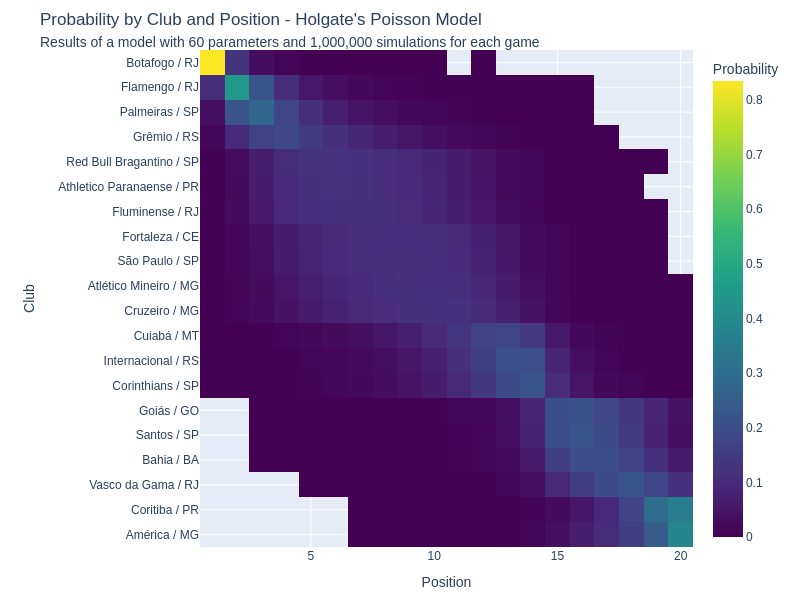 Probability by Club and Position - Holgate's Poisson Model
Results of a model with 60 parameters and 1,000,000 simulations for each game
Probability
Botafogo / RJ
Flamengo / RJ
Palmeiras / SP
Grêmio / RS
Red Bull Bragantino / SP
Athletico Paranaense / PR
Fluminense / RJ
Fortaleza / CE
São Paulo / SP
Atlético Mineiro / MG
Cruzeiro / MG
Cuiabá / MT
Internacional / RS
Corinthians / SP
Goiás / GO
Santos / SP
Bahia / BA
Vasco da Gama / RJ
Coritiba / PR
América / MG
Club
5
10
15
20
Position
0.8
0.7
0.6
0.5
0.4
0.3
0.2
0.1
0